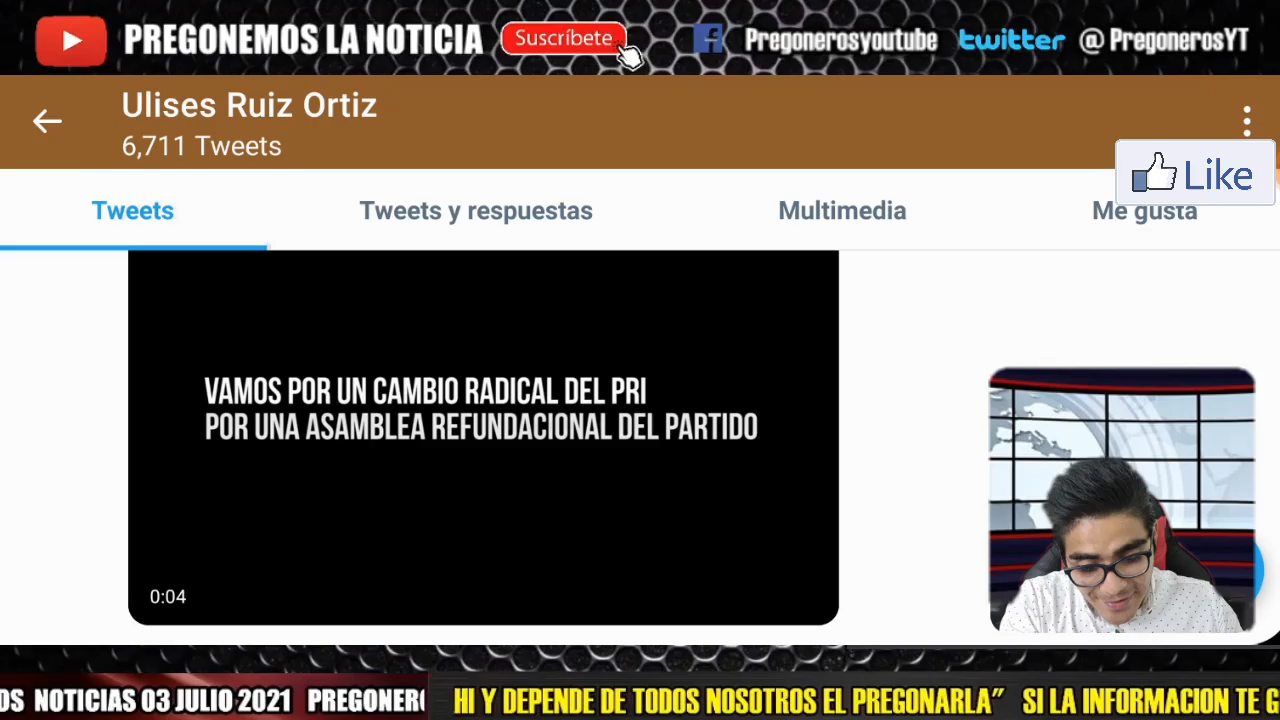 PREGONEMOS LA NOTICIA Suscríbete Pregonerosyoutube twitter @ PregonerosYT
Ulises Ruiz Ortiz
6,711 Tweets
Like
Tweets Tweets y respuestas Multimedia Me gusta
VAMOS POR UN CAMBIO RADICAL DEL PRI
POR UNA ASAMBLEA REFUNDACIONAL DEL PARTIDO
0:04
OS NOTICIAS 03 JULIO 2021 PREGONERO HI Y DEPENDE DE TODOS NOSOTROS EL PREGONARLA” SI LA INFORMACION TE G